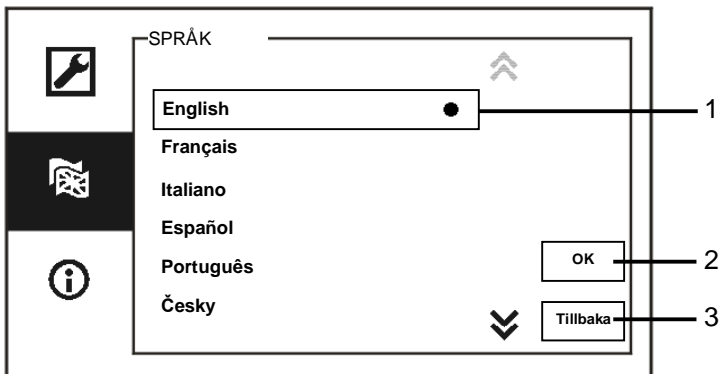 SPRÅK
English 1
Français
Italiano
Español
Português
OK 2
Česky
Tillbaka 3